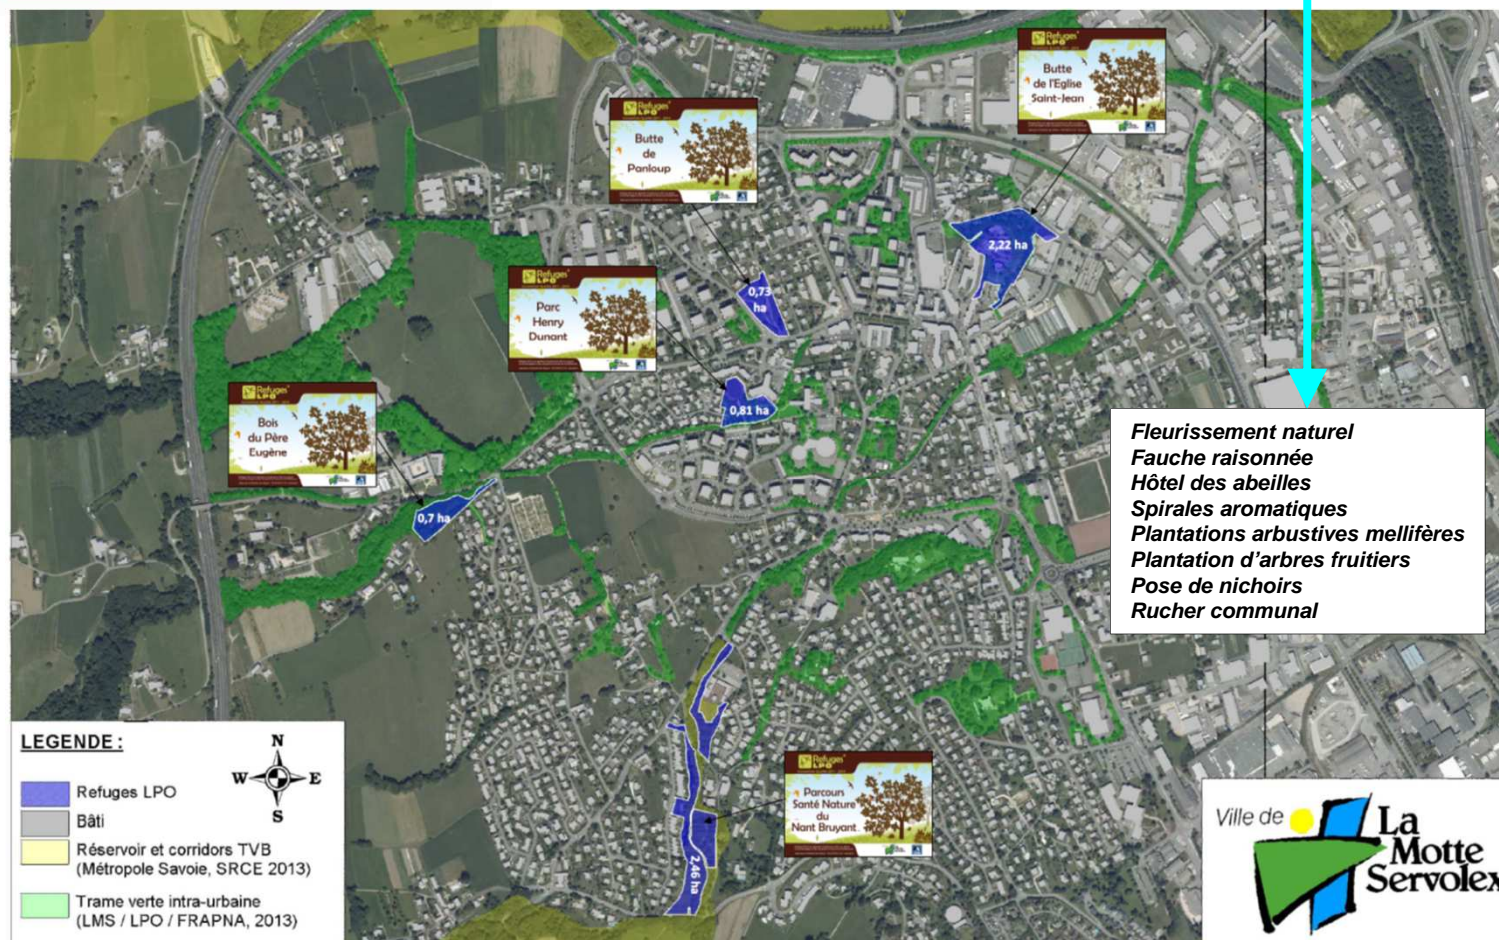 Refuges
LPO
Butte
de l'Eglise
Saint-Jean
Refuges
LPO
Butte
de
Panloup
2,22 ha
Refuges
LPO
Parc
Henry
Dunant
0,73
ha
Refuges
LPO
Bois
du Père
Eugène
0,81 ha
0,7 ha
Fleurissement naturel
Fauche raisonnée
Hôtel des abeilles
Spirales aromatiques
Plantations arbustives mellifères
Plantation d'arbres fruitiers
Pose de nichoirs
Rucher communal
Refuges
LPO
Parcours
Santé Nature
du
Nant Bruyant
2,46 ha
LEGENDE :
N
W E
S
Refuges LPO
Bâti
Réservoir et corridors TVB
(Métropole Savoie, SRCE 2013)
Trame verte intra-urbaine
(LMS / LPO / FRAPNA, 2013)
Ville de
La
Motte
Servolex